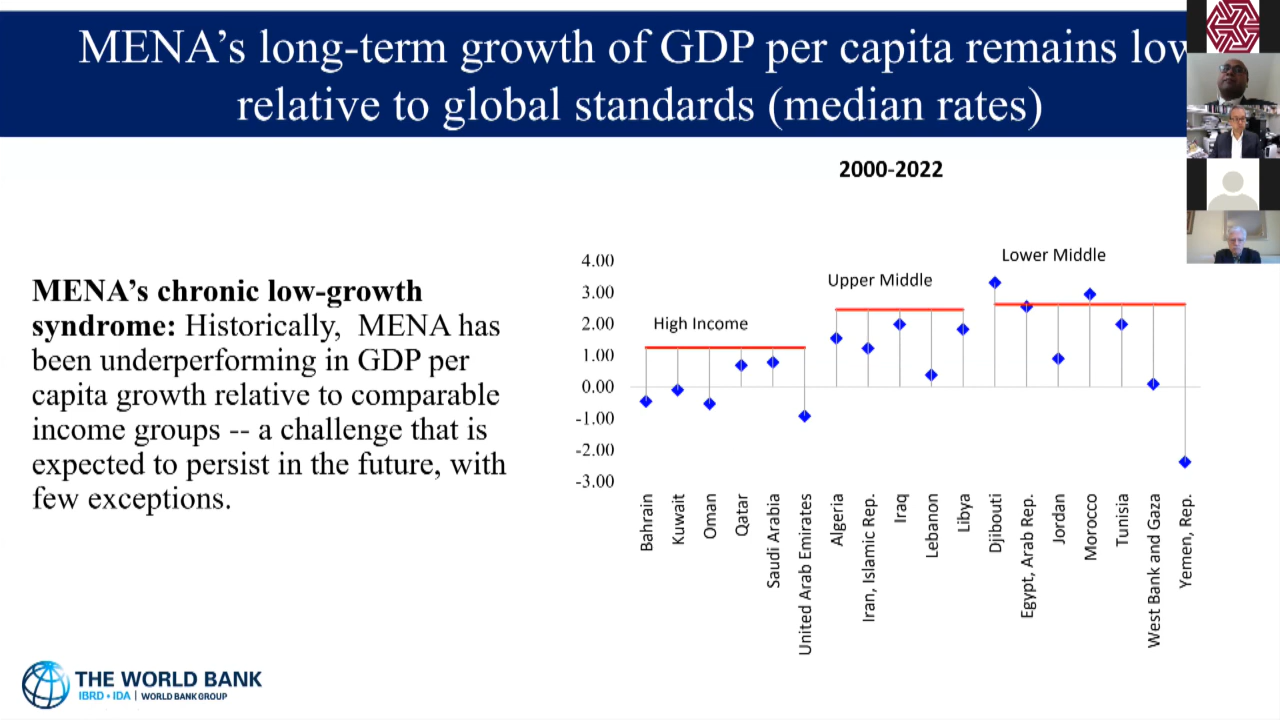 MENA's long-term growth of GDP per capita remains low
relative to global standards (median rates)
2000-2022
MENA's chronic low-growth
syndrome: Historically, MENA has
been underperforming in GDP per
capita growth relative to comparable
income groups -- a challenge that is
expected to persist in the future, with
few exceptions.
4.00
3.00
2.00
1.00
0.00
-1.00
-2.00
-3.00
High Income
Upper Middle
Lower Middle
Bahrain
Kuwait
Oman
Qatar
Saudi Arabia
United Arab Emirates
Algeria
Iran, Islamic Rep.
Iraq
Lebanon
Libya
Djibouti
Egypt, Arab Rep.
Jordan
Morocco
Tunisia
West Bank and Gaza
Yemen, Rep.
THE WORLD BANK
IBRD • IDA | WORLD BANK GROUP